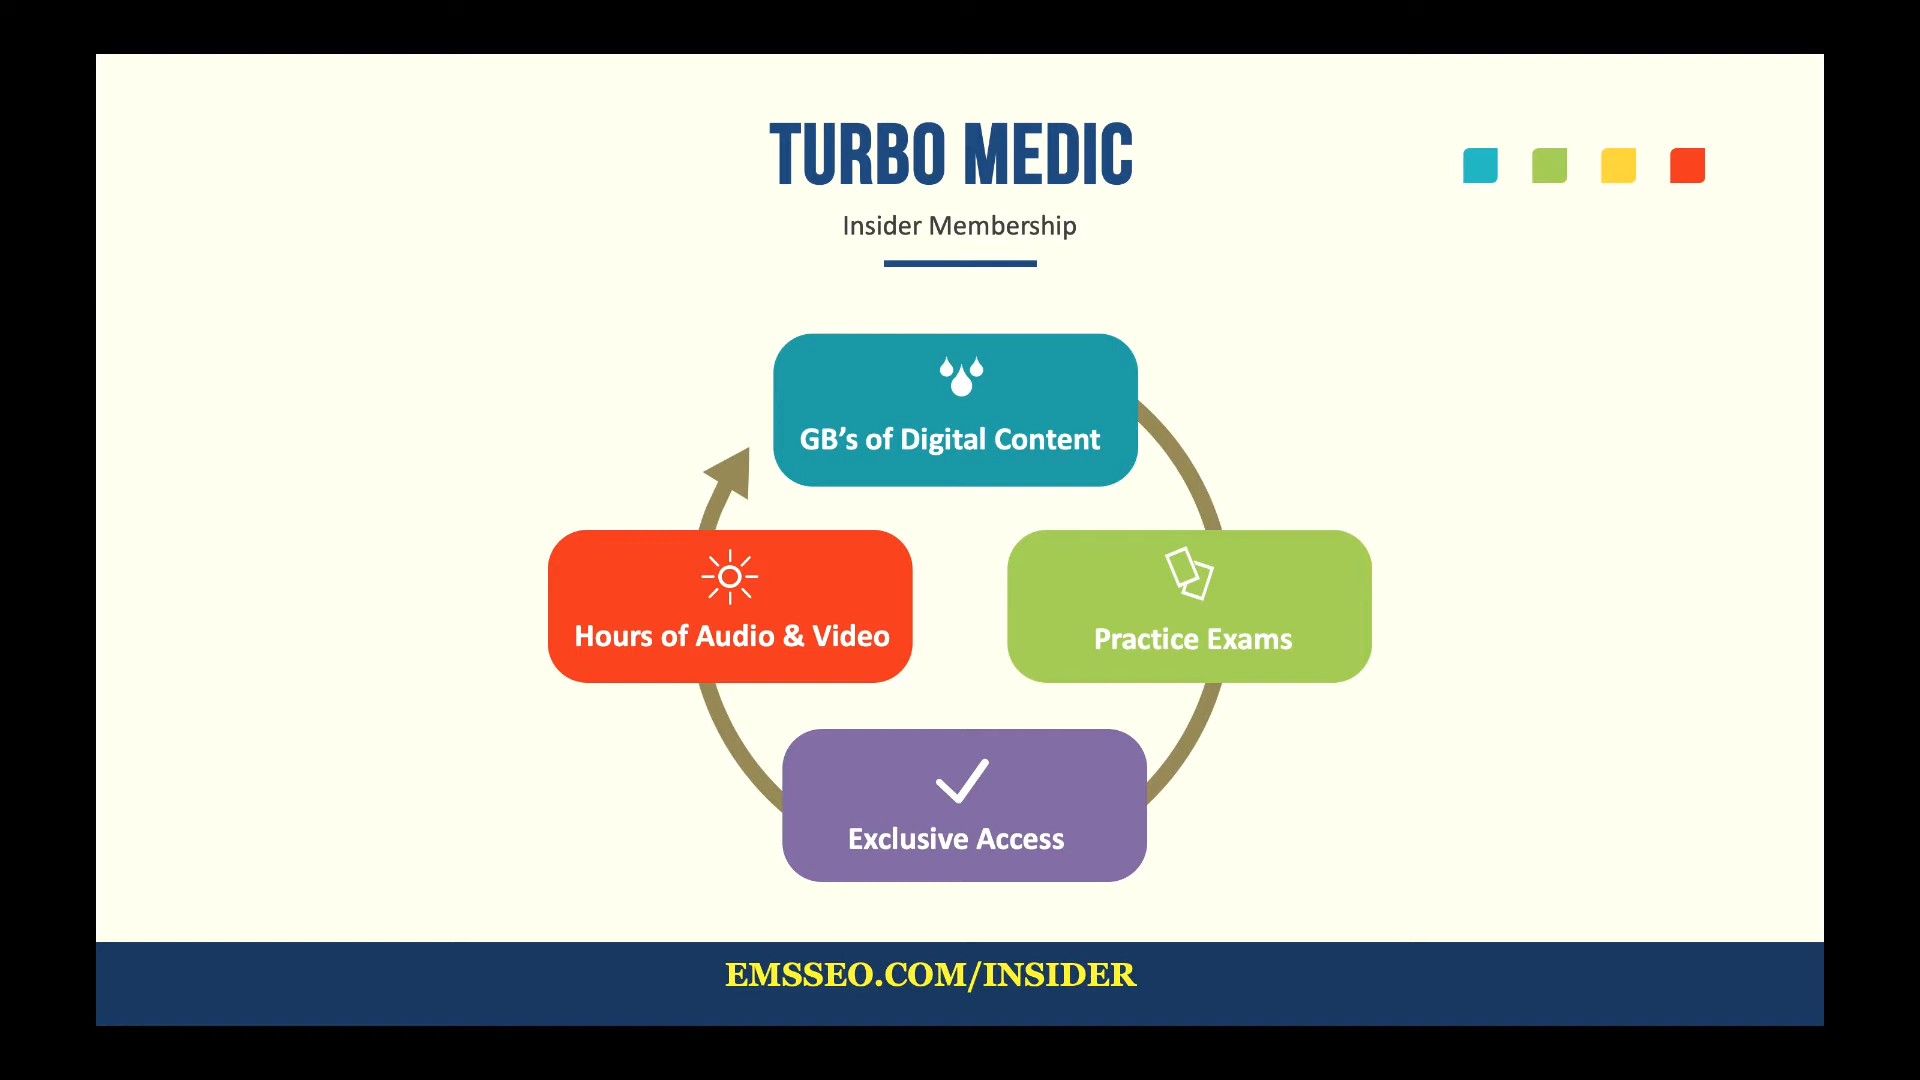 TURBO MEDIC
Insider Membership
GB’s of Digital Content
Hours of Audio & Video
Practice Exams
Exclusive Access
EMSSEO.COM/INSIDER